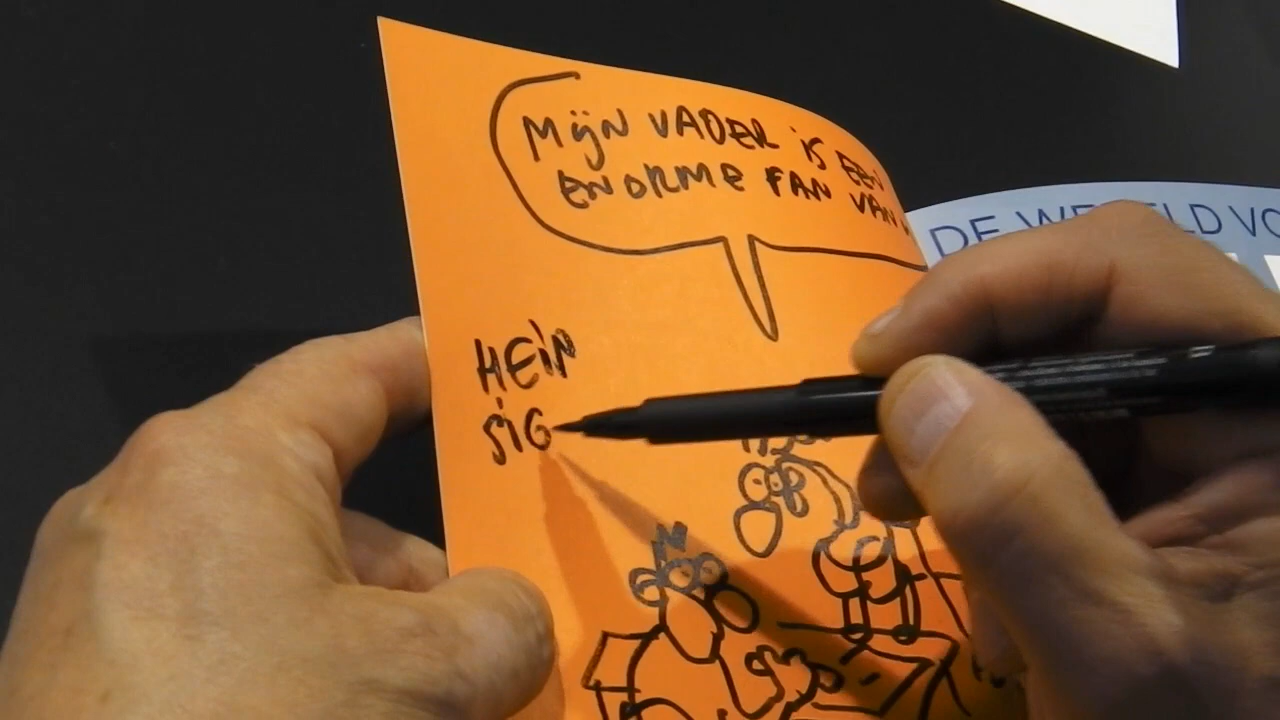 MijN VADER iS EEN
ENORME FAN VAN
DE WERELD VO
HEiN
SiG